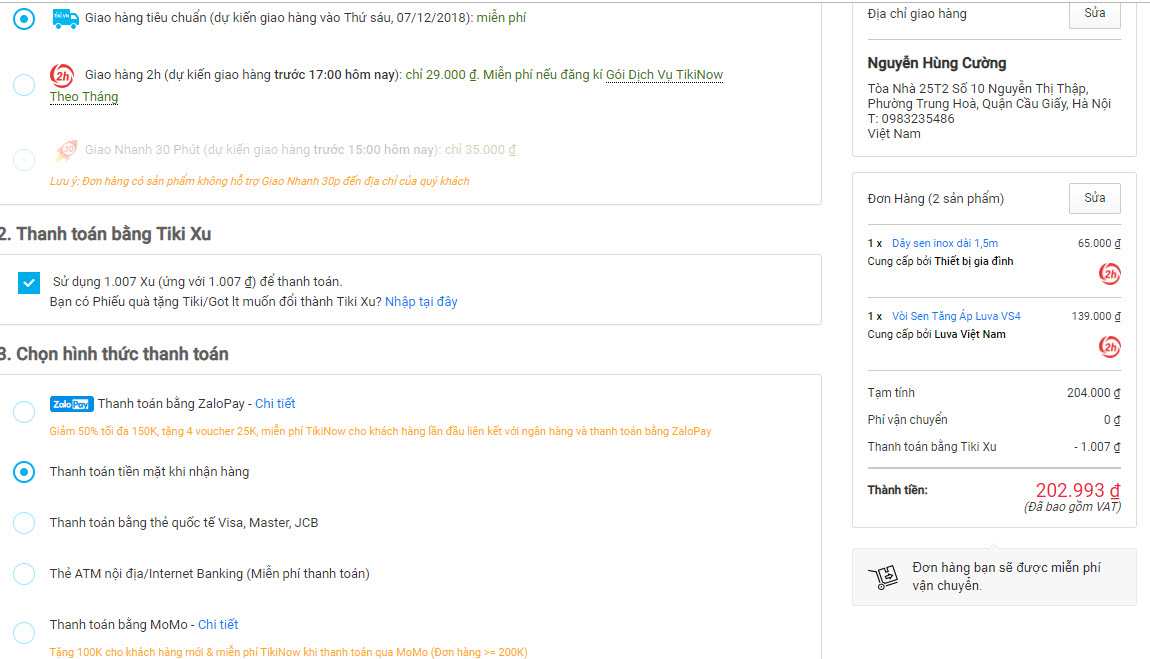 TIKI.VN
Giao hàng tiêu chuẩn (dự kiến giao hàng vào Thứ sáu, 07/12/2018): miễn phí
2h
Giao hàng 2h (dự kiến giao hàng trước 17:00 hôm nay): chỉ 29.000 ₫. Miễn phí nếu đăng kí Gói Dịch Vụ TikiNow
Theo Tháng
30
Giao Nhanh 30 Phút (dự kiến giao hàng trước 15:00 hôm nay): chỉ 35.000 ₫
Lưu ý: Đơn hàng có sản phẩm không hỗ trợ Giao Nhanh 30p đến địa chỉ của quý khách
2. Thanh toán bằng Tiki Xu
Sử dụng 1.007 Xu (ứng với 1.007 ₫) để thanh toán.
Bạn có Phiếu quà tặng Tiki/Got It muốn đổi thành Tiki Xu? Nhập tại đây
3. Chọn hình thức thanh toán
Zalo Pay Thanh toán bằng ZaloPay - Chi tiết
Giảm 50% tối đa 150K, tặng 4 voucher 25K, miễn phí TikiNow cho khách hàng lần đầu liên kết với ngân hàng và thanh toán bằng ZaloPay
Thanh toán tiền mặt khi nhận hàng
Thanh toán bằng thẻ quốc tế Visa, Master, JCB
Thẻ ATM nội địa/Internet Banking (Miễn phí thanh toán)
Thanh toán bằng MoMo - Chi tiết
Tặng 100K cho khách hàng mới & miễn phí TikiNow khi thanh toán qua MoMo (Đơn hàng >= 200K)
Địa chỉ giao hàng
Sửa
Nguyễn Hùng Cường
Tòa Nhà 25T2 Số 10 Nguyễn Thị Thập,
Phường Trung Hoà, Quận Cầu Giấy, Hà Nội
T: 0983235486
Việt Nam
Đơn Hàng (2 sản phẩm)
Sửa
1 x Dây sen inox dài 1,5m 65.000 ₫
Cung cấp bởi Thiết bị gia đình
2h
1 x Vòi Sen Tăng Áp Luva VS4 139.000 ₫
Cung cấp bởi Luva Việt Nam
2h
Tạm tính 204.000 ₫
Phí vận chuyển 0 ₫
Thanh toán bằng Tiki Xu - 1.007 ₫
Thành tiền: 202.993 ₫
(Đã bao gồm VAT)
Đơn hàng bạn sẽ được miễn phí
vận chuyển.